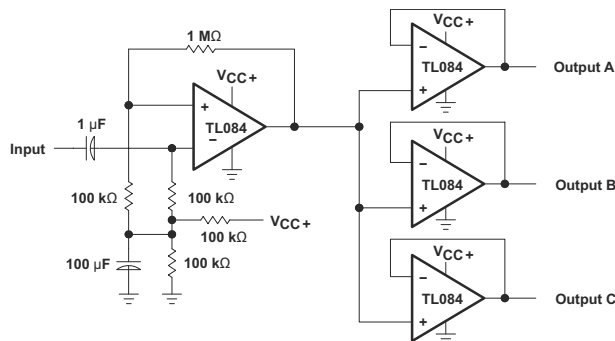 1 MΩ
VCC+
TL084
Output A
VCC+
+
−
TL084
1 µF
Input
−
+
VCC+
TL084
Output B
−
+
100 kΩ
100 kΩ
100 kΩ
VCC+
100 µF
100 kΩ
VCC+
TL084
Output C
−
+